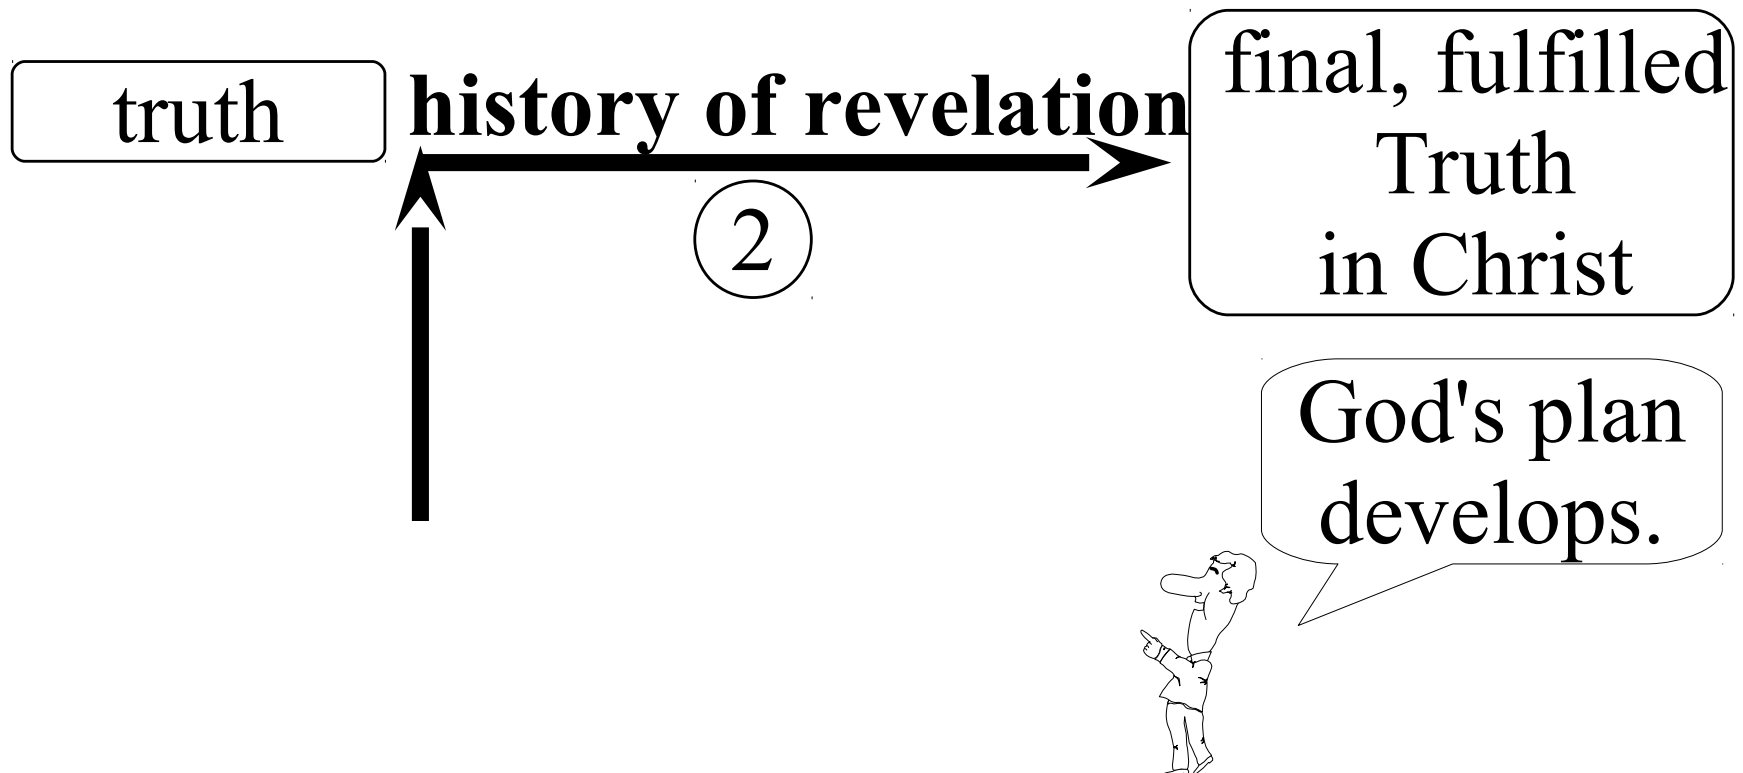 truth
history of revelation
final, fulfilled
Truth
in Christ
2
God's plan
develops.